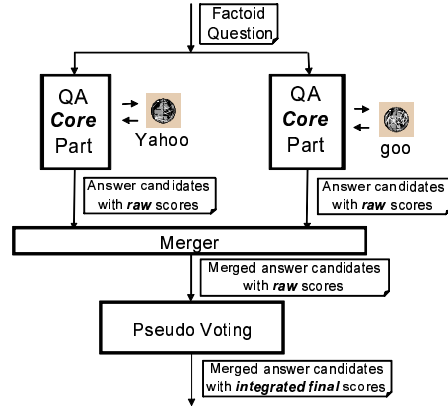 Factoid
Question
QA
Core
Part
Yahoo
QA
Core
Part
goo
Answer candidates
with raw scores
Answer candidates
with raw scores
Merger
Merged answer candidates
with raw scores
Pseudo Voting
Merged answer candidates
with integrated final scores